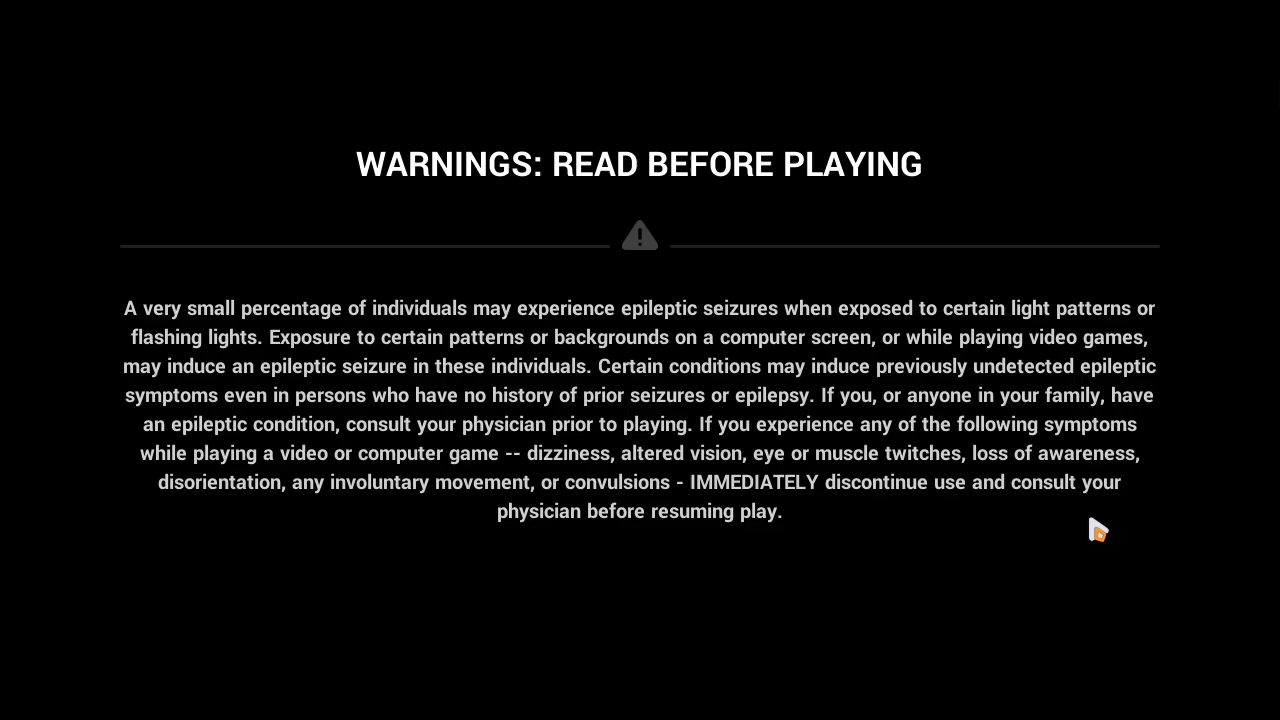 WARNINGS: READ BEFORE PLAYING
A very small percentage of individuals may experience epileptic seizures when exposed to certain light patterns or
flashing lights. Exposure to certain patterns or backgrounds on a computer screen, or while playing video games,
may induce an epileptic seizure in these individuals. Certain conditions may induce previously undetected epileptic
symptoms even in persons who have no history of prior seizures or epilepsy. If you, or anyone in your family, have
an epileptic condition, consult your physician prior to playing. If you experience any of the following symptoms
while playing a video or computer game -- dizziness, altered vision, eye or muscle twitches, loss of awareness,
disorientation, any involuntary movement, or convulsions - IMMEDIATELY discontinue use and consult your
physician before resuming play.